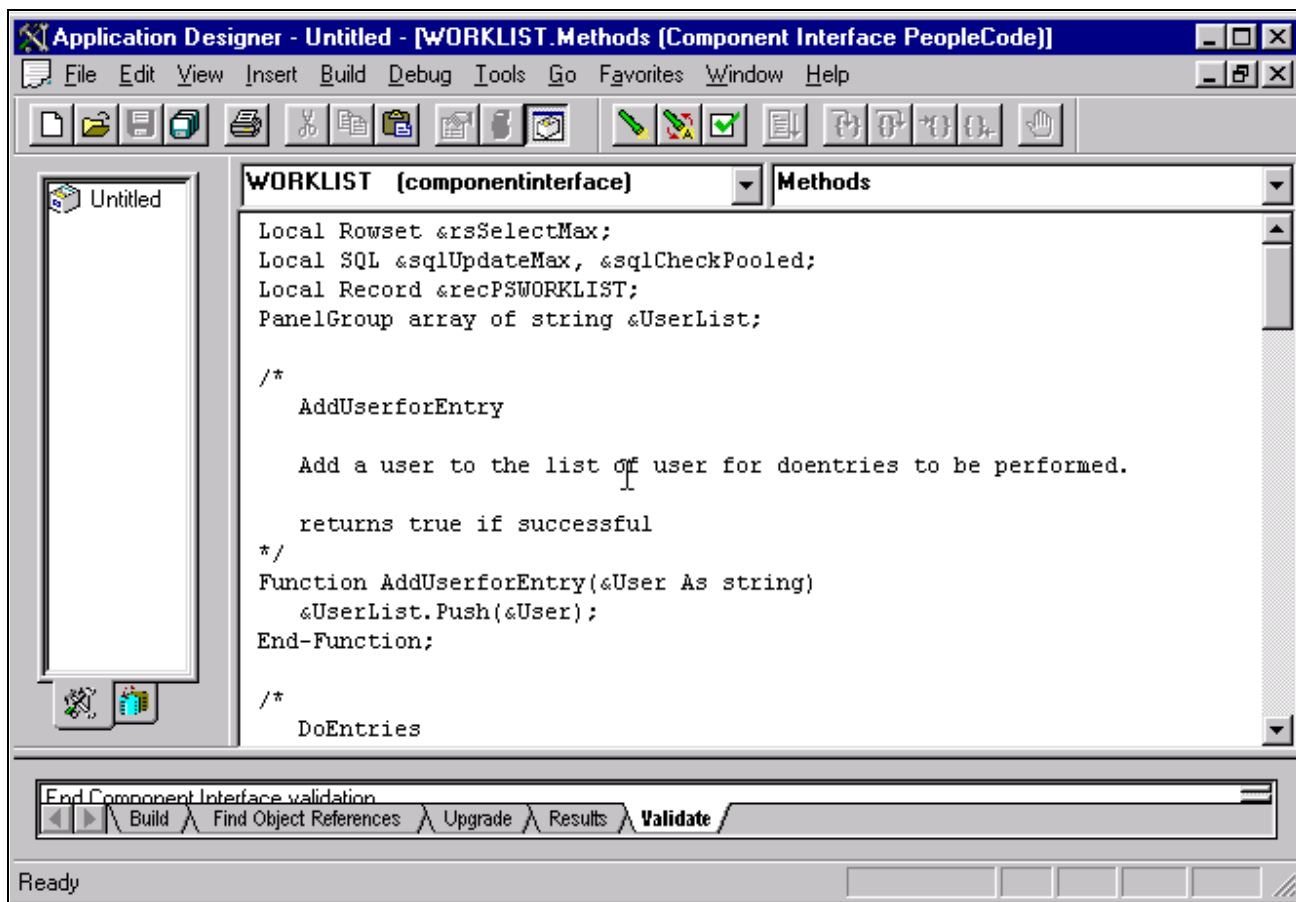 Application Designer - Untitled - [WORKLIST.Methods (Component Interface PeopleCode)]
File Edit View Insert Build Debug Tools Go Favorites Window Help
Untitled
WORKLIST (componentinterface)
Methods
Local Rowset &rsSelectMax;
Local SQL &sqlUpdateMax, &sqlCheckPooled;
Local Record &recPSWORKLIST;
PanelGroup array of string &UserList;
/*
AddUserforEntry
Add a user to the list of user for doentries to be performed.
returns true if successful
*/
Function AddUserforEntry(&User As string)
&UserList.Push(&User);
End-Function;
/*
DoEntries
End Component Interface validation
Build Find Object References Upgrade Results Validate
Ready